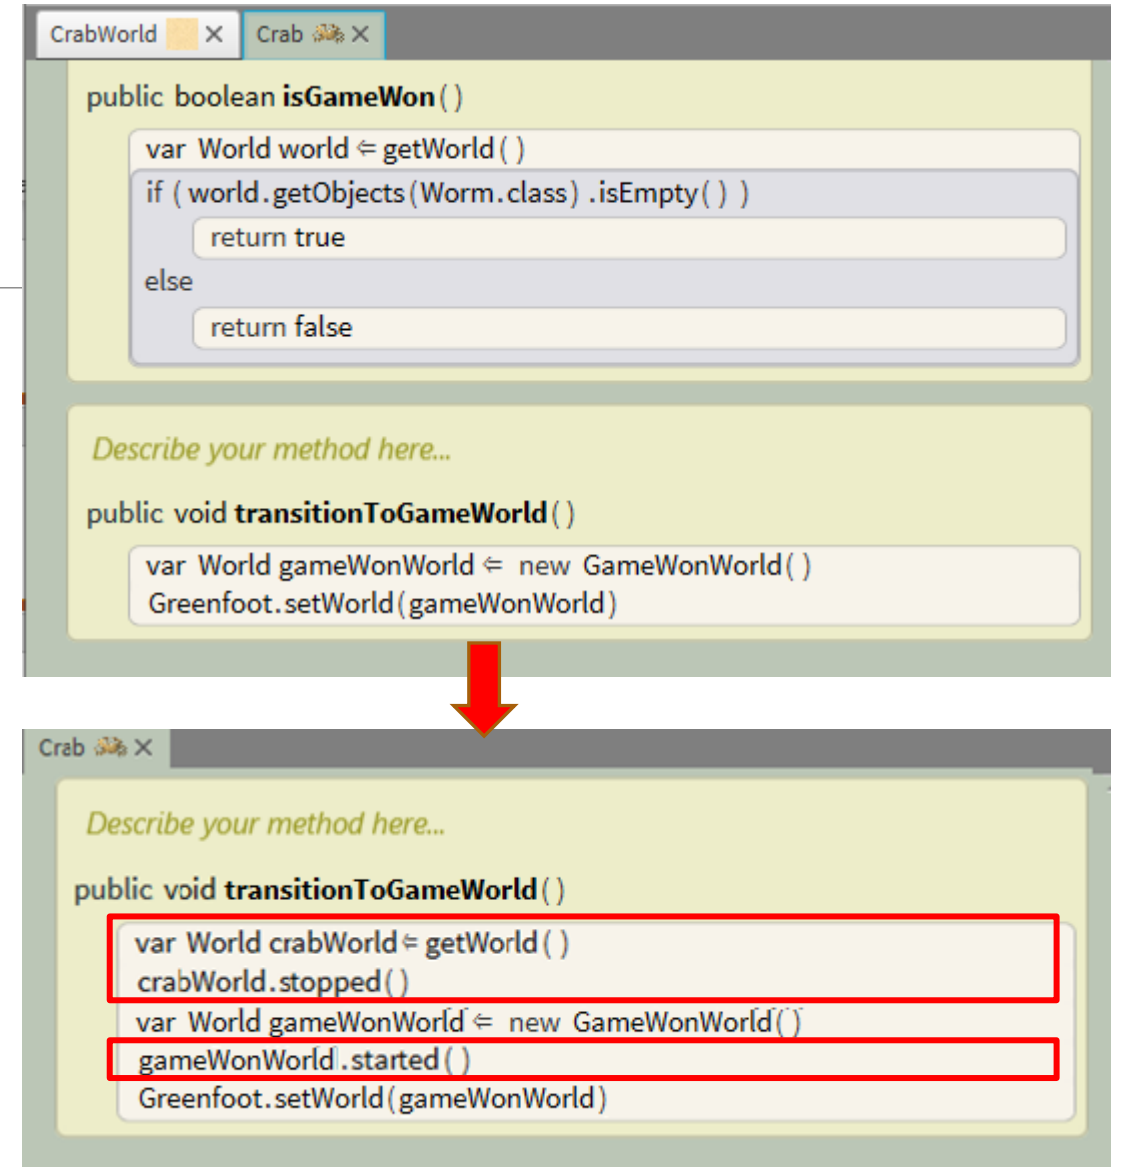 CrabWorld
Crab
public boolean isGameWon()
var World world ⇐ getWorld()
if ( world.getObjects(Worm.class) .isEmpty() )
return true
else
return false
Describe your method here...
public void transitionToGameWorld()
var World gameWonWorld ⇐ new GameWonWorld()
Greenfoot.setWorld(gameWonWorld)
Crab
Describe your method here...
public void transitionToGameWorld()
var World crabWorld ⇐ getWorld()
crabWorld.stopped()
var World gameWonWorld ⇐ new GameWonWorld()
gameWonWorld.started()
Greenfoot.setWorld(gameWonWorld)